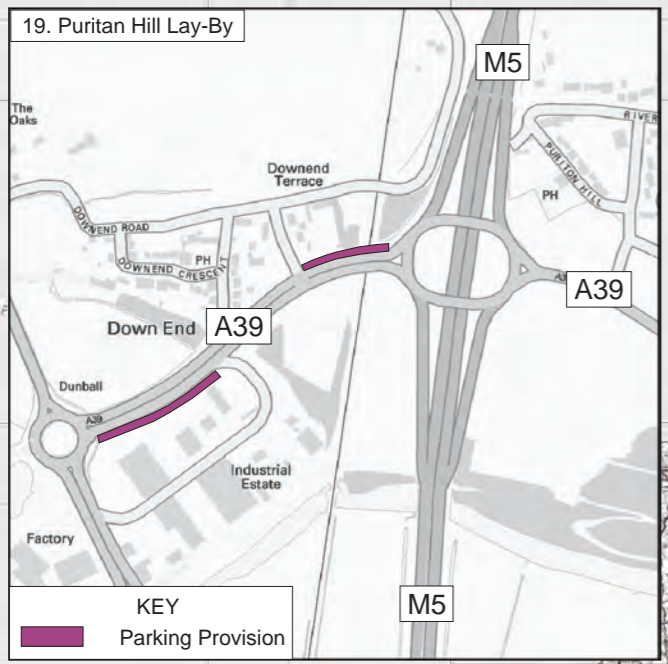 19. Puritan Hill Lay-By
M5
The
Oaks
RIVER
PURITON HILL
PH
Downend
Terrace
DOWNEND ROAD
PH
DOWNEND CRESCENT
A39
Down End
A39
Dunball
A39
Industrial
Estate
Factory
M5
KEY
Parking Provision